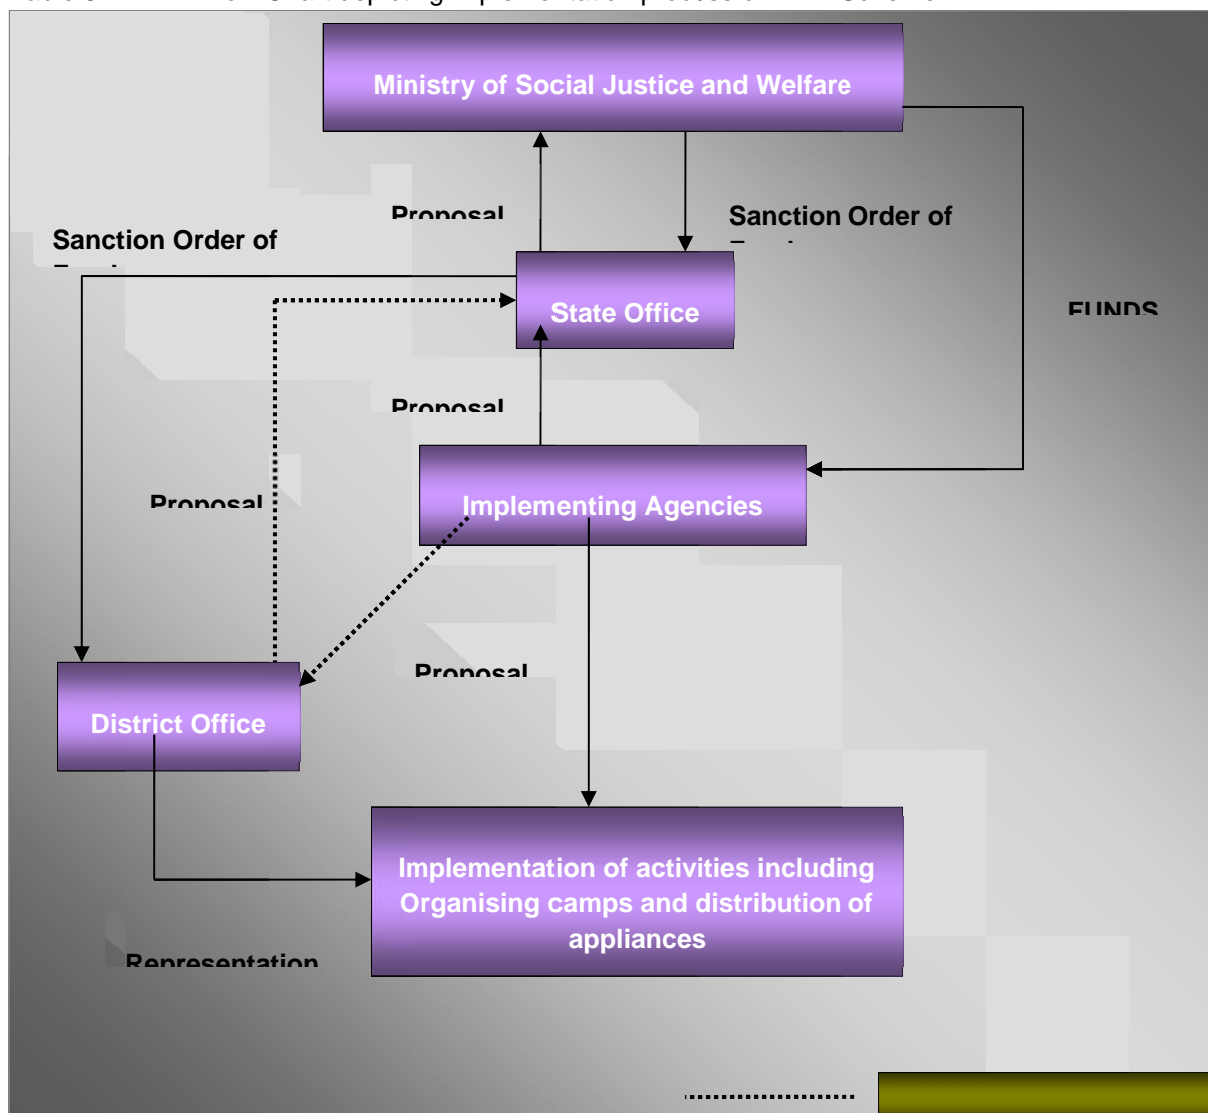 Ministry of Social Justice and Welfare
Proposal
Sanction Order of
Sanction Order of
State Office
FUNDS
Proposal
Implementing Agencies
Proposal
Proposal
District Office
Implementation of activities including
Organising camps and distribution of
appliances
Representation